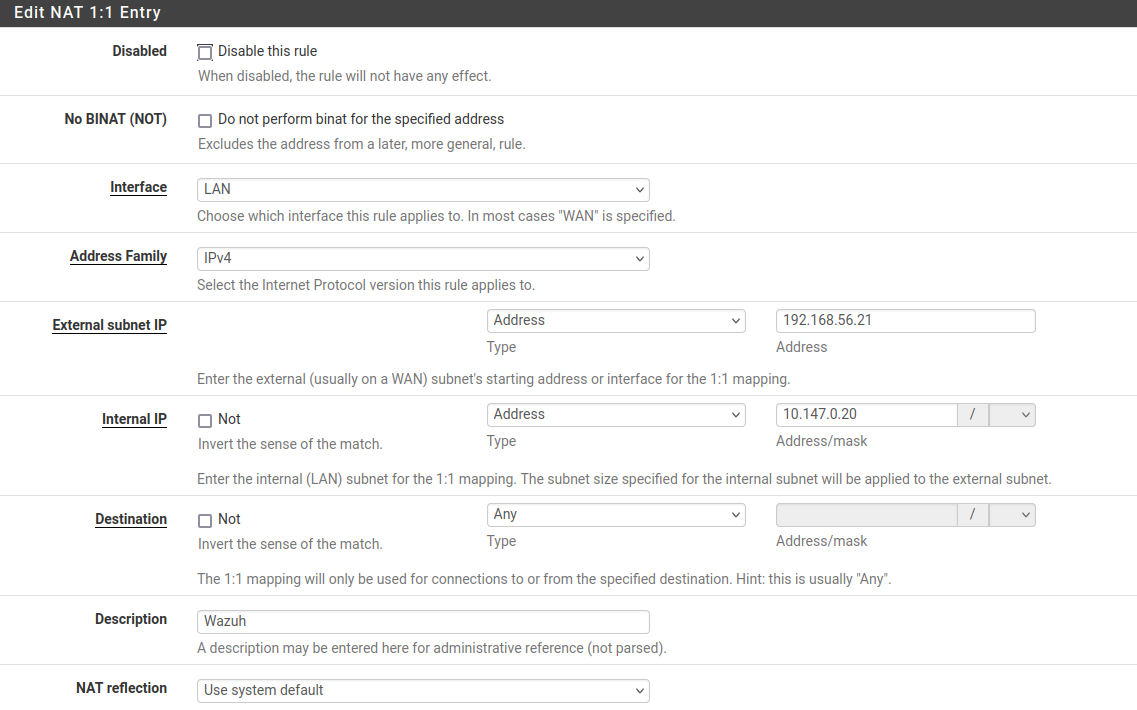 Edit NAT 1:1 Entry
Disabled
Disable this rule
When disabled, the rule will not have any effect.
No BINAT (NOT)
Do not perform binat for the specified address
Excludes the address from a later, more general, rule.
Interface
LAN
Choose which interface this rule applies to. In most cases "WAN" is specified.
Address Family
IPv4
Select the Internet Protocol version this rule applies to.
External subnet IP
Address
192.168.56.21
Type
Address
Enter the external (usually on a WAN) subnet's starting address or interface for the 1:1 mapping.
Internal IP
Not
Address
10.147.0.20
/
Invert the sense of the match.
Type
Address/mask
Enter the internal (LAN) subnet for the 1:1 mapping. The subnet size specified for the internal subnet will be applied to the external subnet.
Destination
Not
Any
/
Invert the sense of the match.
Type
Address/mask
The 1:1 mapping will only be used for connections to or from the specified destination. Hint: this is usually "Any".
Description
Wazuh
A description may be entered here for administrative reference (not parsed).
NAT reflection
Use system default